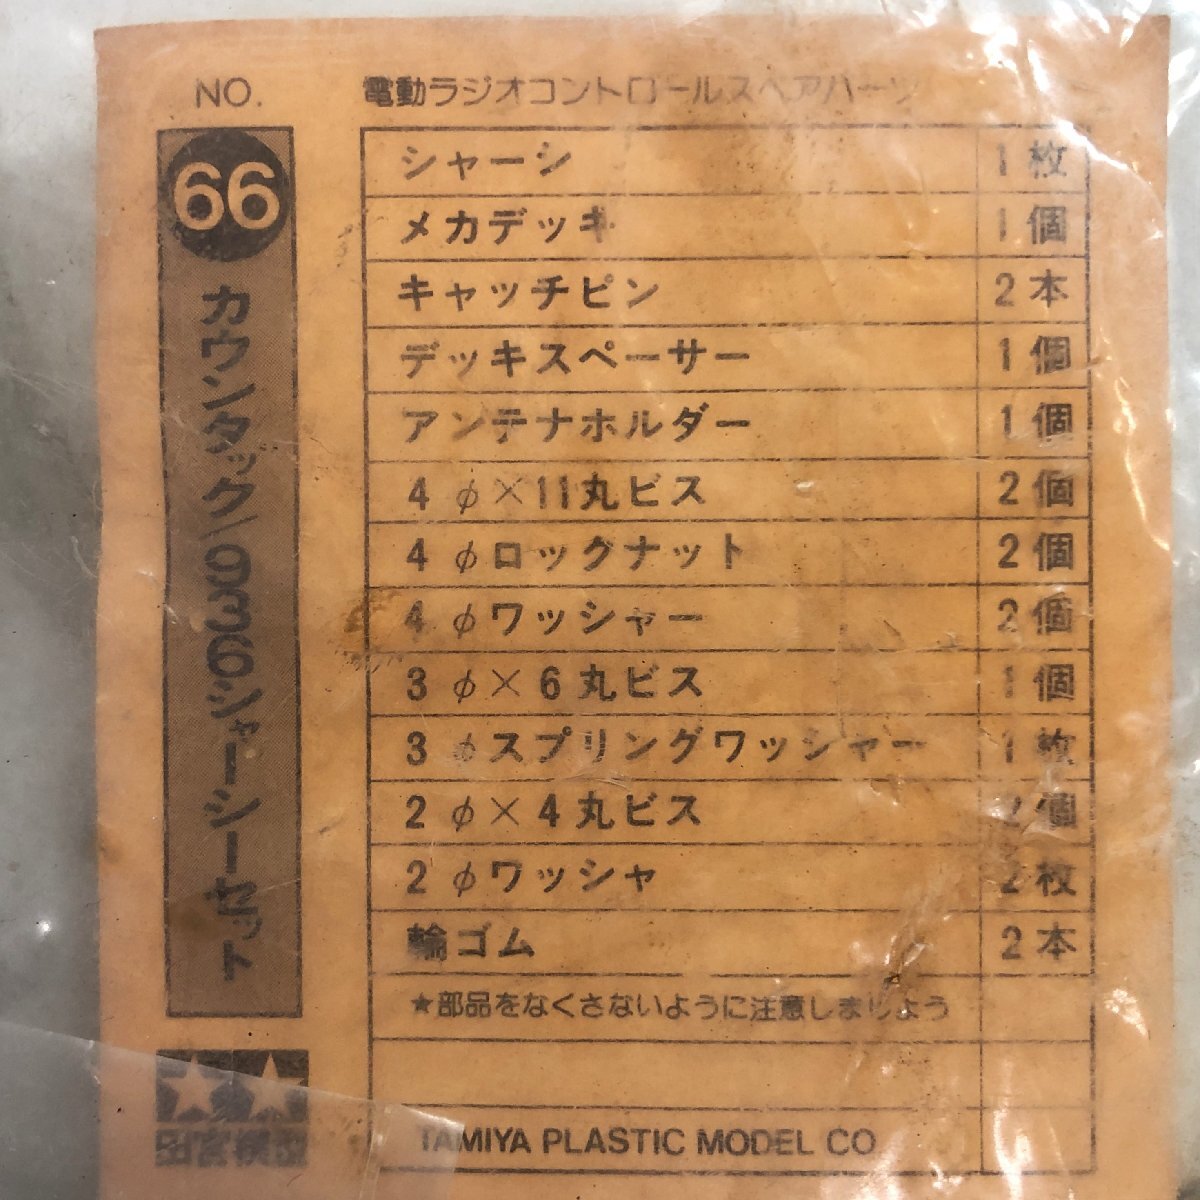 NO.
66
カウンタック/936シャーシーセット
電動ラジオコントロールスペアパーツ
シャーシ 1枚
メカデッキ 1個
キャッチピン 2本
デッキスペーサー 1個
アンテナホルダー 1個
4φ×11丸ビス 2個
4φロックナット 2個
4φワッシャー 2個
3φ×6丸ビス 1個
3φスプリングワッシャー 1枚
2φ×4丸ビス 2個
2φワッシャ 2枚
輪ゴム 2本
★部品をなくさないように注意しましょう
TAMIYA PLASTIC MODEL CO
田宮模型